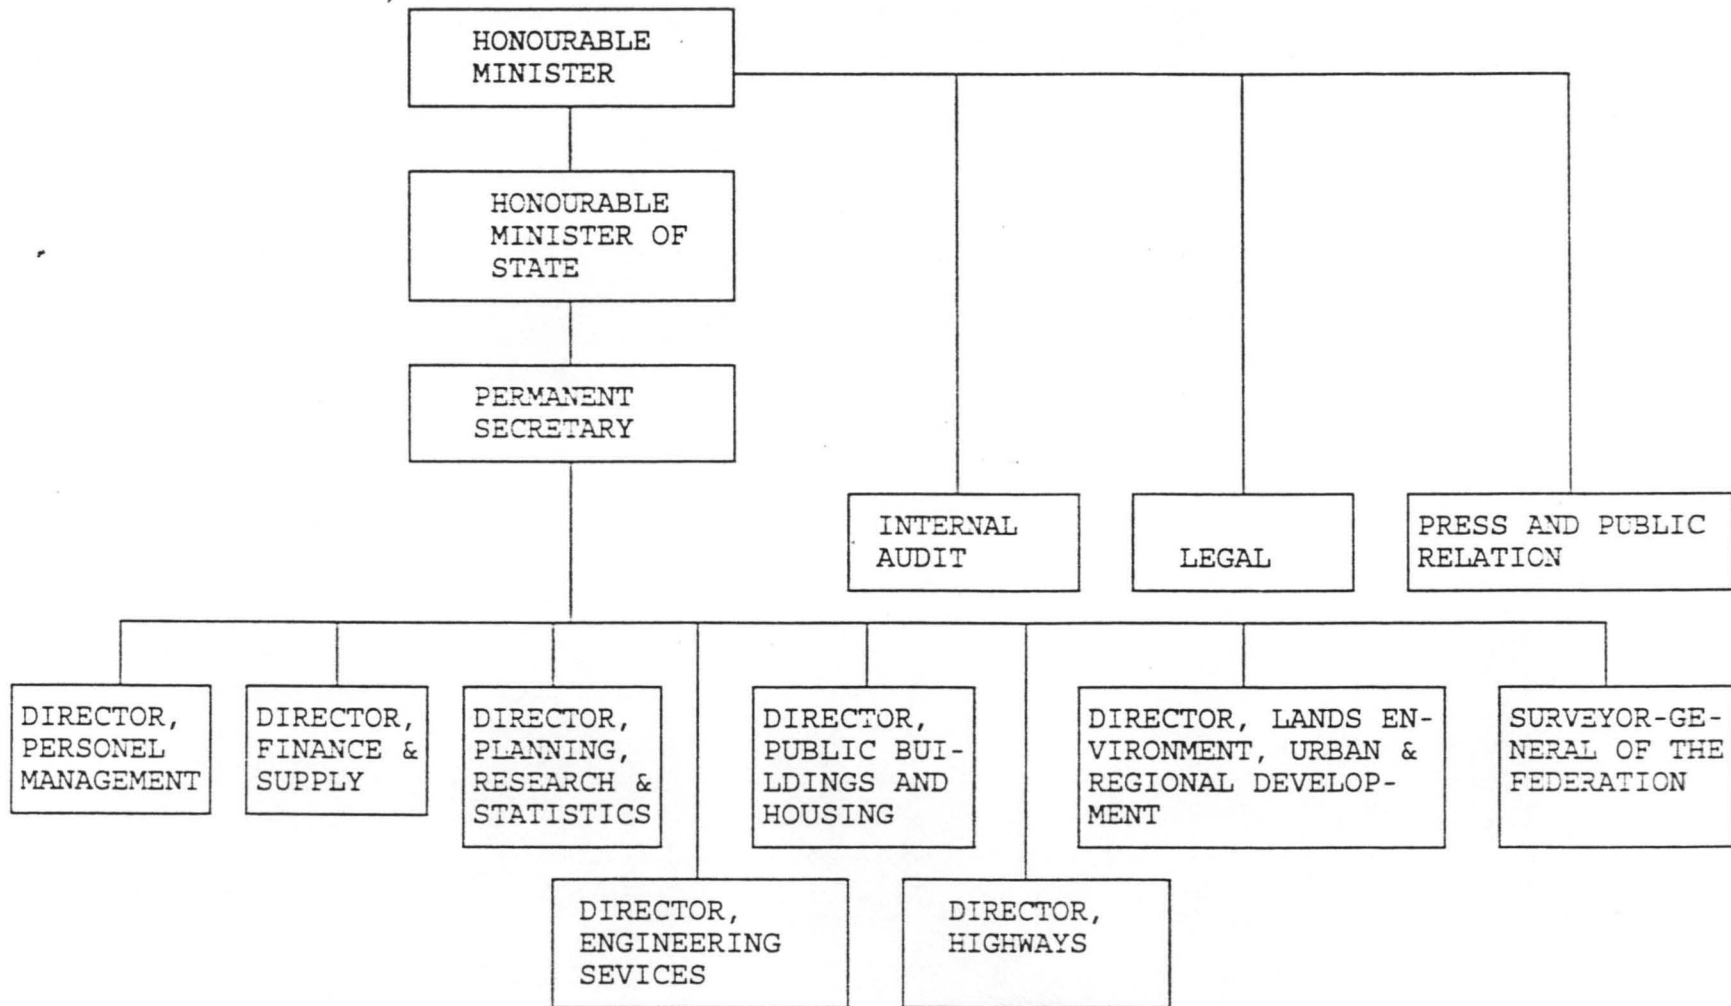 HONOURABLE
MINISTER
HONOURABLE
MINISTER OF
STATE
PERMANENT
SECRETARY
INTERNAL
AUDIT
LEGAL
PRESS AND PUBLIC
RELATION
DIRECTOR,
PERSONEL
MANAGEMENT
DIRECTOR,
FINANCE &
SUPPLY
DIRECTOR,
PLANNING,
RESEARCH &
STATISTICS
DIRECTOR,
PUBLIC BUI-
LDINGS AND
HOUSING
DIRECTOR, LANDS EN-
VIRONMENT, URBAN &
REGIONAL DEVELOP-
MENT
SURVEYOR-GE-
NERAL OF THE
FEDERATION
DIRECTOR,
ENGINEERING
SEVICES
DIRECTOR,
HIGHWAYS